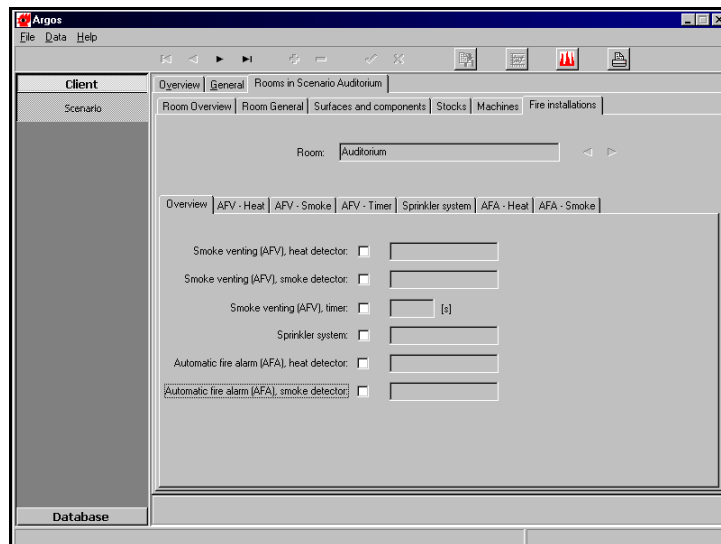 Argos
File Data Help
Client
Scenario
Overview General Rooms in Scenario Auditorium
Room Overview Room General Surfaces and components Stocks Machines Fire installations
Room: Auditorium
Overview AFV - Heat AFV - Smoke AFV - Timer Sprinkler system AFA - Heat AFA - Smoke
Smoke venting (AFV), heat detector:
Smoke venting (AFV), smoke detector:
Smoke venting (AFV), timer: [s]
Sprinkler system:
Automatic fire alarm (AFA), heat detector:
Automatic fire alarm (AFA), smoke detector:
Database